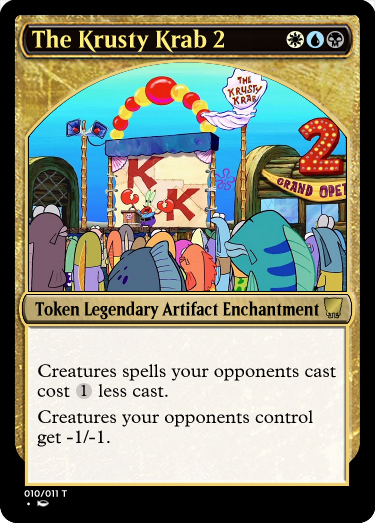 The Krusty Krab 2
THE
KRUSTY
KRAB
2
K
K
GRAND OPE
Token Legendary Artifact Enchantment
Creatures spells your opponents cast
cost 1 less cast.
Creatures your opponents control
get -1/-1.
010/011 T